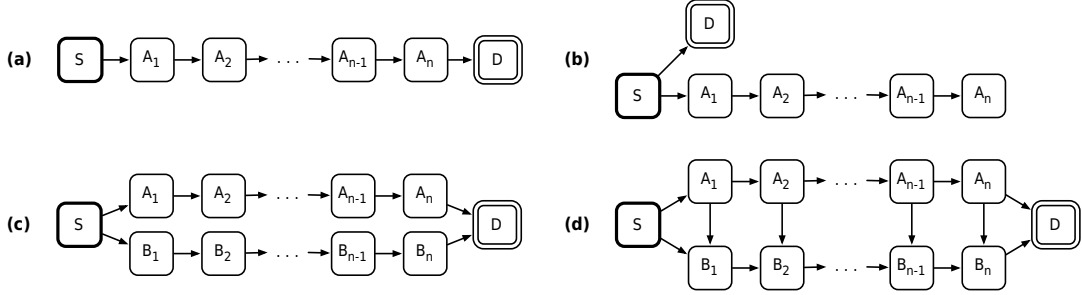 (a) S A₁ A₂ . . . Aₙ₋₁ Aₙ D
(b) D
S A₁ A₂ . . . Aₙ₋₁ Aₙ
(c) S A₁ A₂ . . . Aₙ₋₁ Aₙ D
B₁ B₂ . . . Bₙ₋₁ Bₙ
(d) S A₁ A₂ . . . Aₙ₋₁ Aₙ D
B₁ B₂ . . . Bₙ₋₁ Bₙ